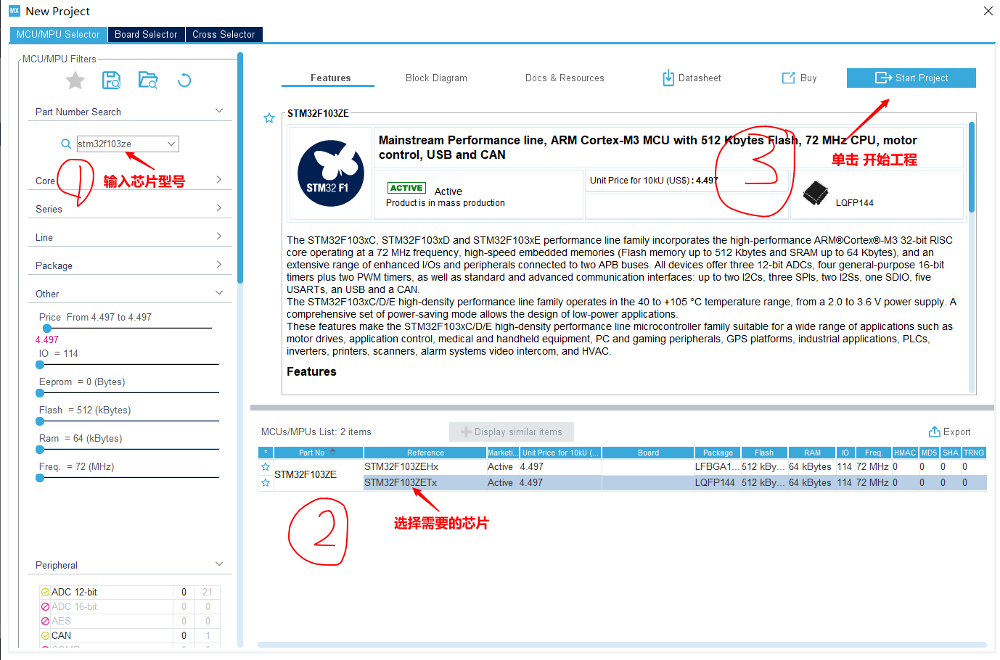 MX New Project
MCU/MPU Selector Board Selector Cross Selector
MCU/MPU Filters
Part Number Search
stm32f103ze
1
输入芯片型号
Core
Series
Line
Package
Other
Price From 4.497 to 4.497
4.497
IO = 114
Eeprom = 0 (Bytes)
Flash = 512 (kBytes)
Ram = 64 (kBytes)
Freq. = 72 (MHz)
Peripheral
ADC 12-bit 0 21
ADC 16-bit 0 0
AES 0 0
CAN 0 1
Features Block Diagram Docs & Resources Datasheet Buy Start Project
单击 开始工程
3
STM32F103ZE
STM32 F1
Mainstream Performance line, ARM Cortex-M3 MCU with 512 Kbytes Flash, 72 MHz CPU, motor
control, USB and CAN
ACTIVE Active
Product is in mass production
Unit Price for 10kU (US$) : 4.497
LQFP144
The STM32F103xC, STM32F103xD and STM32F103xE performance line family incorporates the high-performance ARM®Cortex®-M3 32-bit RISC
core operating at a 72 MHz frequency, high-speed embedded memories (Flash memory up to 512 Kbytes and SRAM up to 64 Kbytes), and an
extensive range of enhanced I/Os and peripherals connected to two APB buses. All devices offer three 12-bit ADCs, four general-purpose 16-bit
timers plus two PWM timers, as well as standard and advanced communication interfaces: up to two I2Cs, three SPIs, two I2Ss, one SDIO, five
USARTs, an USB and a CAN.
The STM32F103xC/D/E high-density performance line family operates in the 40 to +105 °C temperature range, from a 2.0 to 3.6 V power supply. A
comprehensive set of power-saving mode allows the design of low-power applications.
These features make the STM32F103xC/D/E high-density performance line microcontroller family suitable for a wide range of applications such as
motor drives, application control, medical and handheld equipment, PC and gaming peripherals, GPS platforms, industrial applications, PLCs,
inverters, printers, scanners, alarm systems video intercom, and HVAC.
Features
MCUs/MPUs List: 2 items Display similar items Export
* Part No Reference Marketi... Unit Price for 10kU (... Board Package Flash RAM IO Freq. HMAC MD5 SHA TRNG
STM32F103ZE
STM32F103ZEHx Active 4.497 LFBGA1... 512 kBy... 64 kBytes 114 72 MHz 0 0 0 0
STM32F103ZETx Active 4.497 LQFP144 512 kBy... 64 kBytes 114 72 MHz 0 0 0 0
2
选择需要的芯片